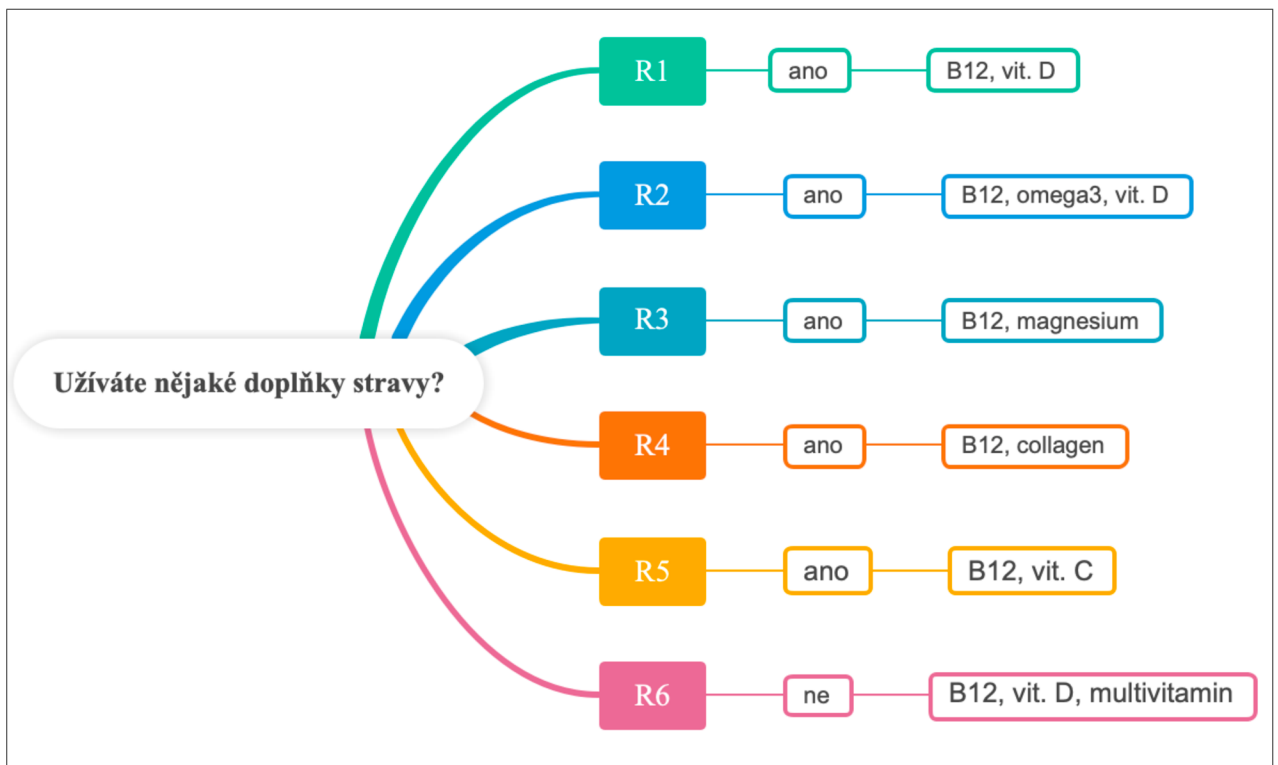 R1 ano B12, vit. D
R2 ano B12, omega3, vit. D
R3 ano B12, magnesium
Užíváte nějaké doplňky stravy?
R4 ano B12, collagen
R5 ano B12, vit. C
R6 ne B12, vit. D, multivitamin